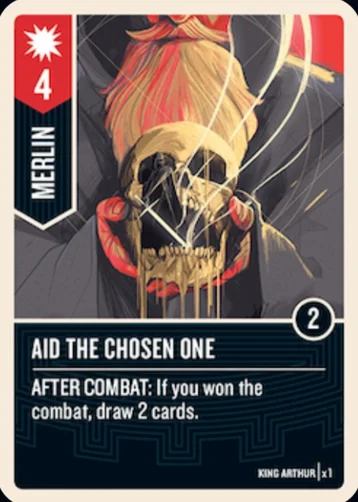 4
MERLIN
2
AID THE CHOSEN ONE
AFTER COMBAT: If you won the
combat, draw 2 cards.
KING ARTHUR | x1